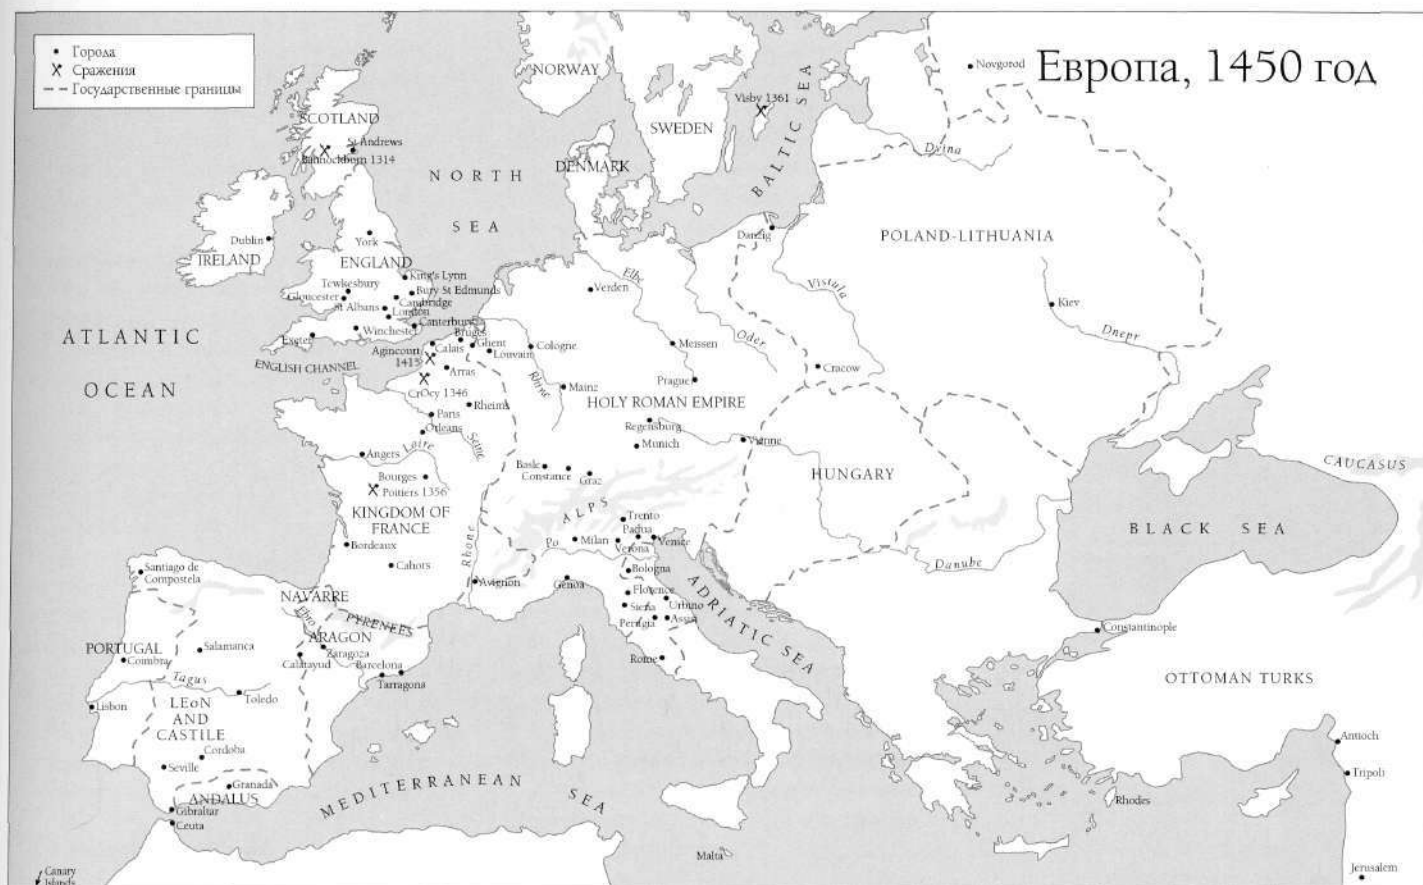 Города
Сражения
Государственные границы
Европа, 1450 год
NORWAY
Novgorod
SCOTLAND
St Andrews
Bannockburn 1314
SWEDEN
Visby 1361
BALTIC SEA
DENMARK
NORTH
SEA
Dvina
Dublin
IRELAND
York
ENGLAND
Danzig
POLAND-LITHUANIA
King's Lynn
Tewkesbury
Bury St Edmunds
Gloucester
Cambridge
St Albans
London
Canterbury
Winchester
Exeter
Elbe
Verden
Vistula
Kiev
Dnepr
ATLANTIC
OCEAN
ENGLISH CHANNEL
Bruges
Ghent
Calais
Louvain
Agincourt
1415
Arras
CrOcy 1346
Cologne
Rhine
Mainz
Meissen
Oder
Prague
Cracow
HOLY ROMAN EMPIRE
Rheims
Paris
Orleans
Loire
Seine
Regensburg
Munich
Vienne
Angers
Bourges
Poitiers 1356
Basle
Constance
Graz
HUNGARY
CAUCASUS
KINGDOM OF
FRANCE
ALPS
Trento
Padua
Po
Milan
Verona
Venice
BLACK SEA
Bordeaux
Rhone
Cahors
Avignon
Genoa
Bologna
Danube
Santiago de
Compostela
NAVARRE
Florence
Siena
Urbino
Perugia
Assisi
ADRIATIC SEA
Ebro
PYRENEES
ARAGON
Zaragoza
Calatayud
Barcelona
Tarragona
Rome
Constantinople
PORTUGAL
Coimbra
Salamanca
Tagus
Toledo
Lisbon
LEoN
AND
CASTILE
OTTOMAN TURKS
Cordoba
Seville
Granada
ANDALUS
Gibraltar
Ceuta
MEDITERRANEAN SEA
Antioch
Tripoli
Rhodes
Malta
Jerusalem
Canary
Islands